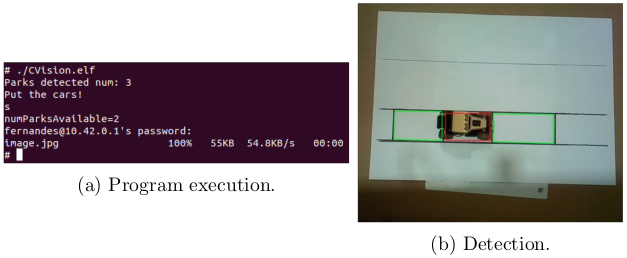 # ./CVision.elf
Parks detected num: 3
Put the cars!
s
numParksAvailable=2
fernandes@10.42.0.1's password:
image.jpg 100% 55KB 54.8KB/s 00:00
#
(a) Program execution.
(b) Detection.